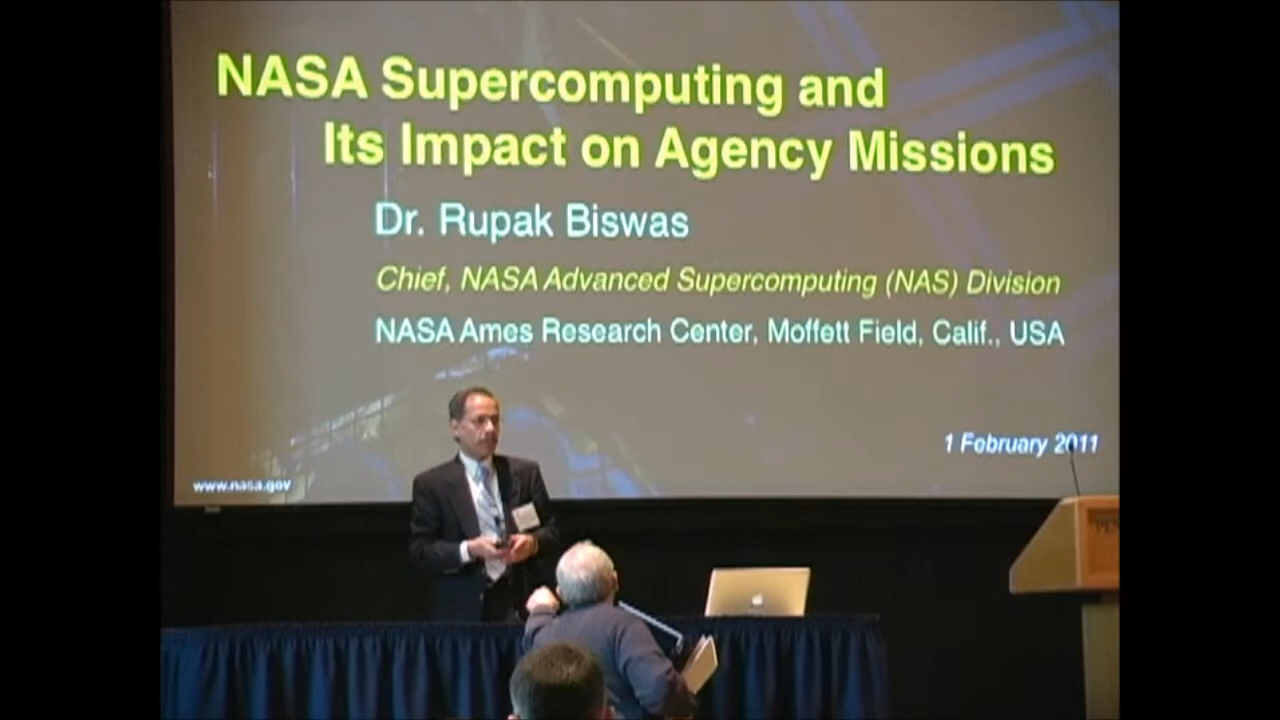 NASA Supercomputing and
Its Impact on Agency Missions
Dr. Rupak Biswas
Chief, NASA Advanced Supercomputing (NAS) Division
NASA Ames Research Center, Moffett Field, Calif., USA
1 February 2011
www.nasa.gov